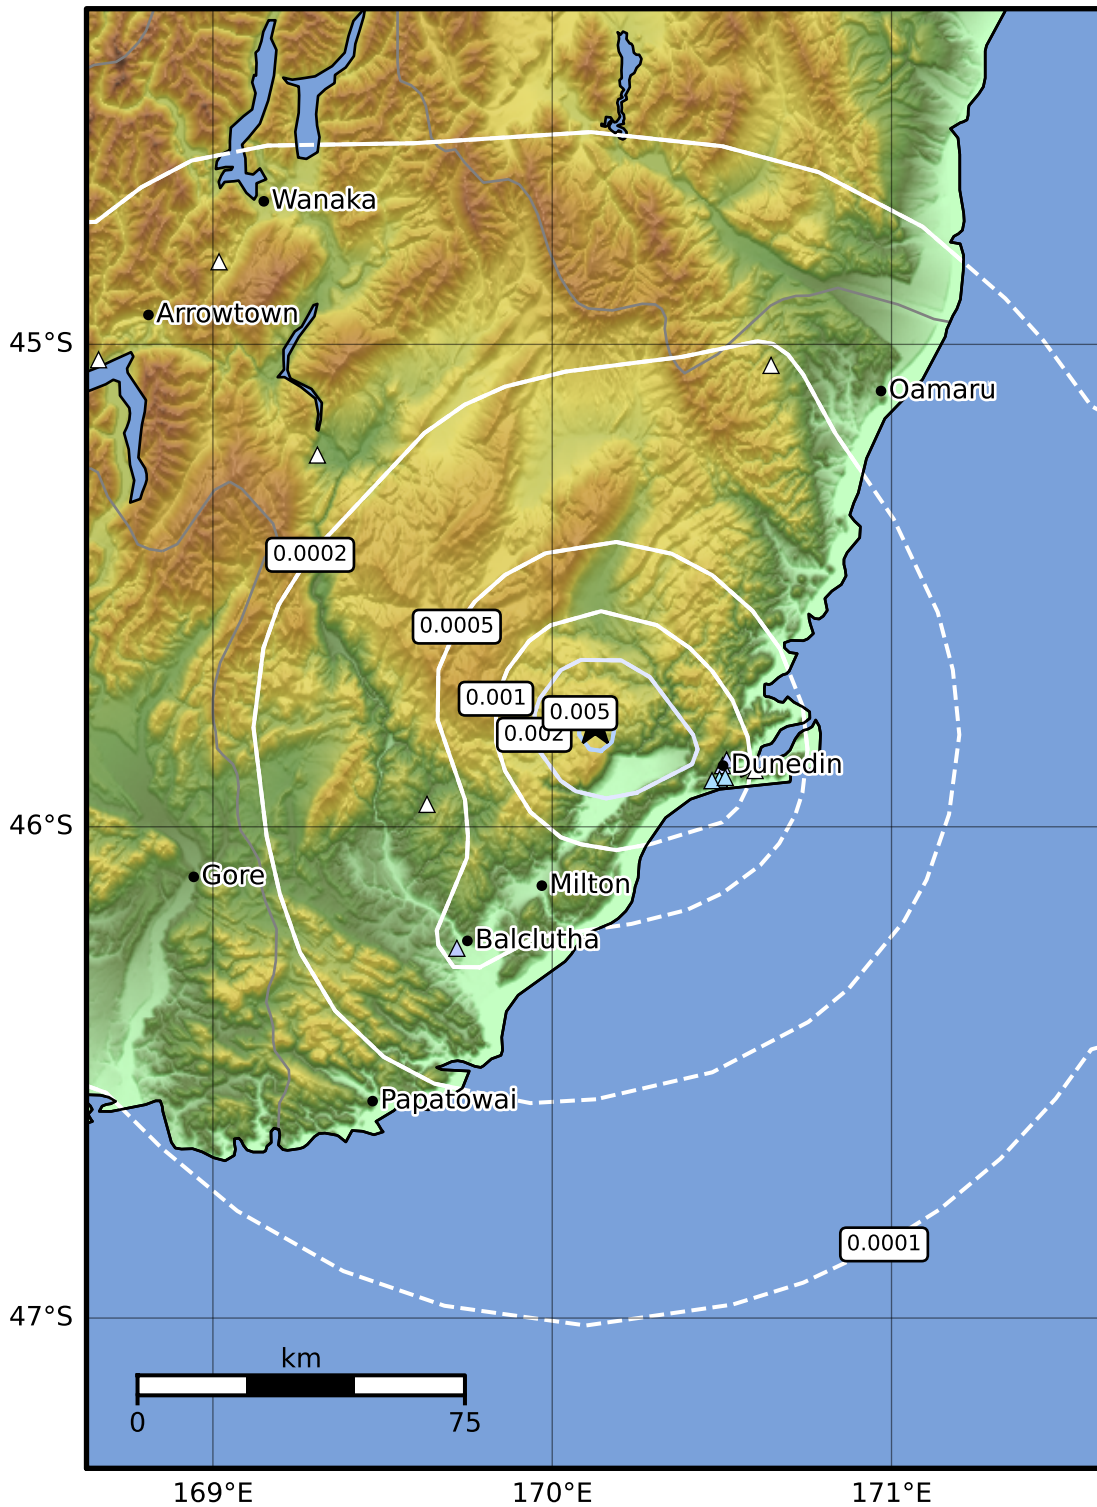 Wanaka
Arrowtown
45°S
Oamaru
0.0002
0.0005
0.001
0.005
0.002
Dunedin
46°S
Gore
Milton
Balclutha
Papatowai
0.0001
47°S
km
0 75
169°E 170°E 171°E